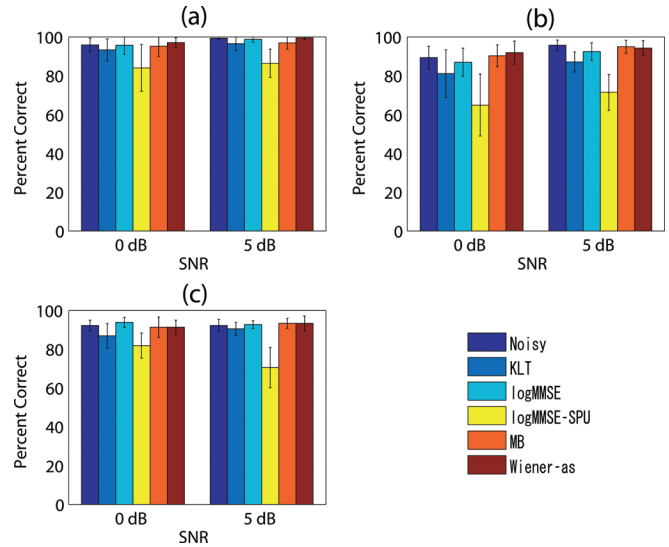 (a)
100
80
60
40
20
0
Percent Correct
0 dB
5 dB
SNR
(b)
100
80
60
40
20
0
Percent Correct
0 dB
5 dB
SNR
(c)
100
80
60
40
20
0
Percent Correct
0 dB
5 dB
SNR
Noisy
KLT
logMMSE
logMMSE-SPU
MB
Wiener-as